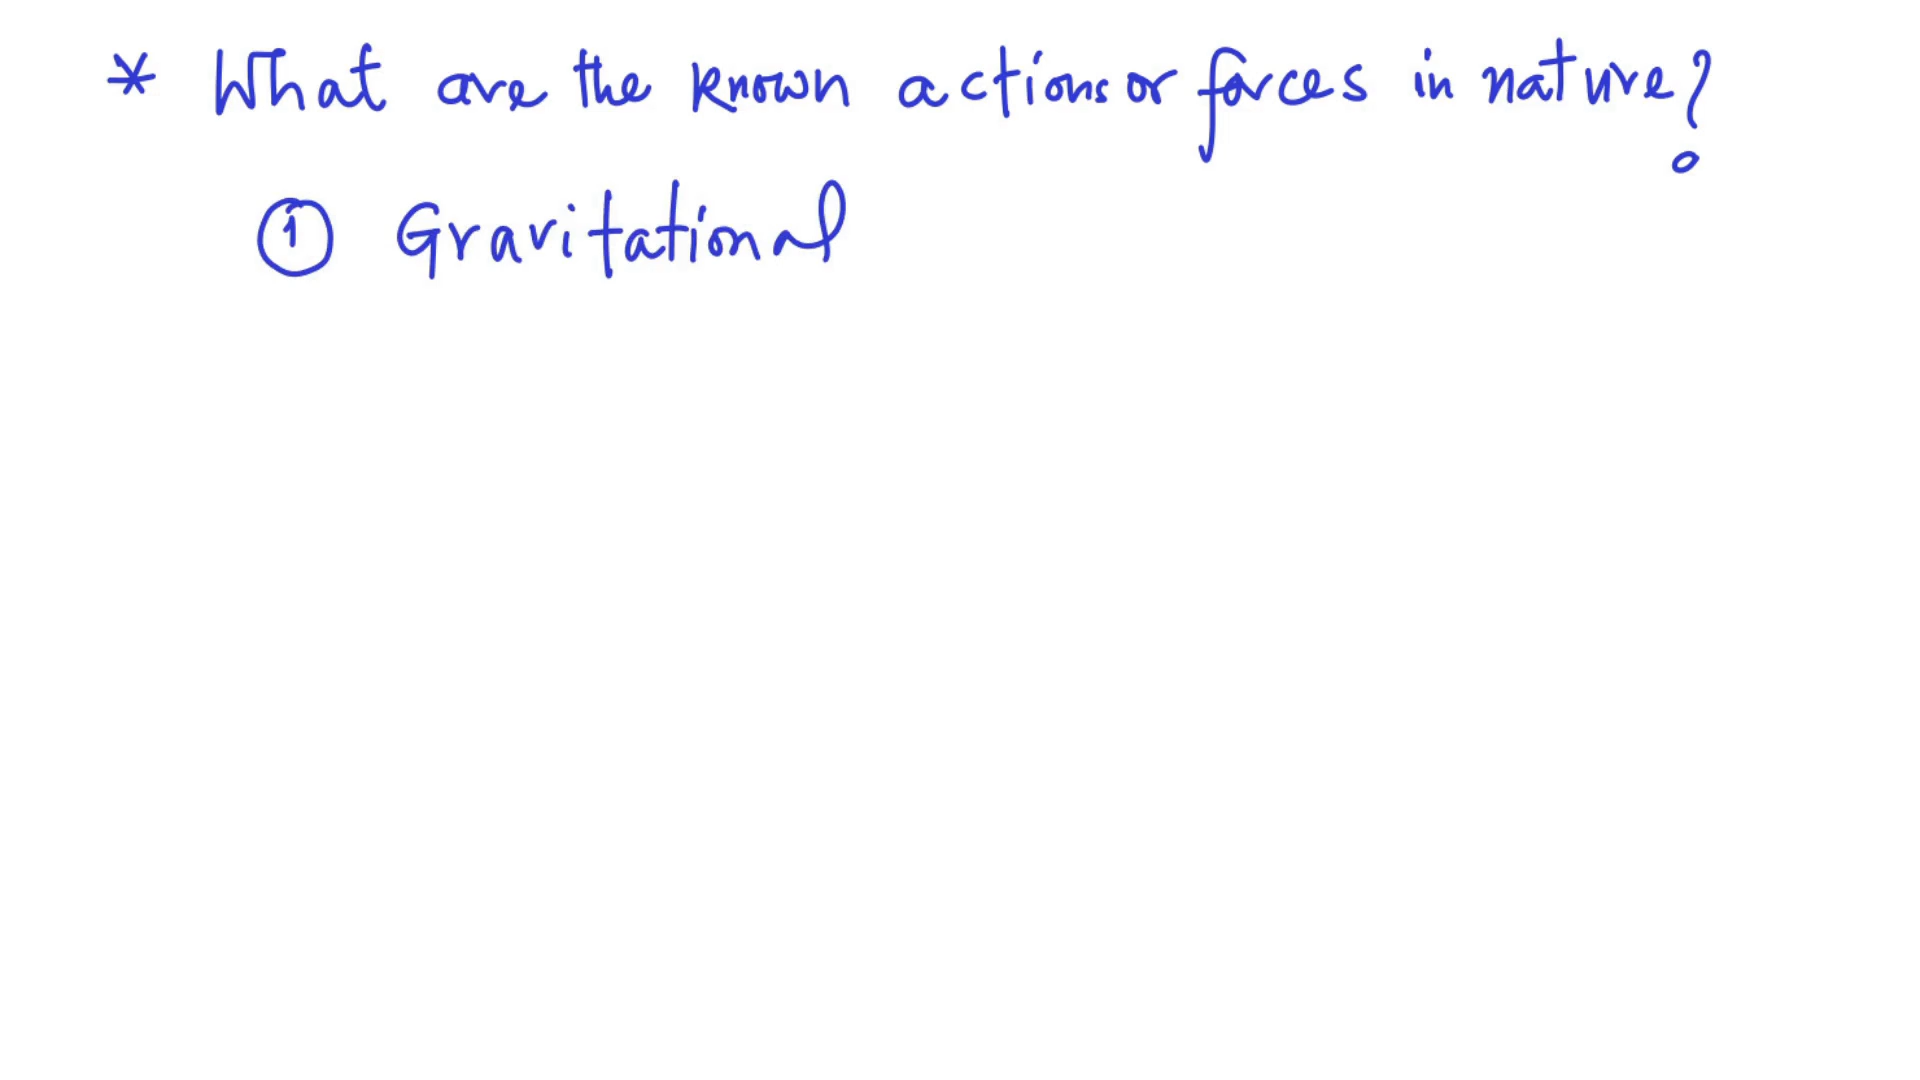 * What are the known actions or forces in nature?
① Gravitational